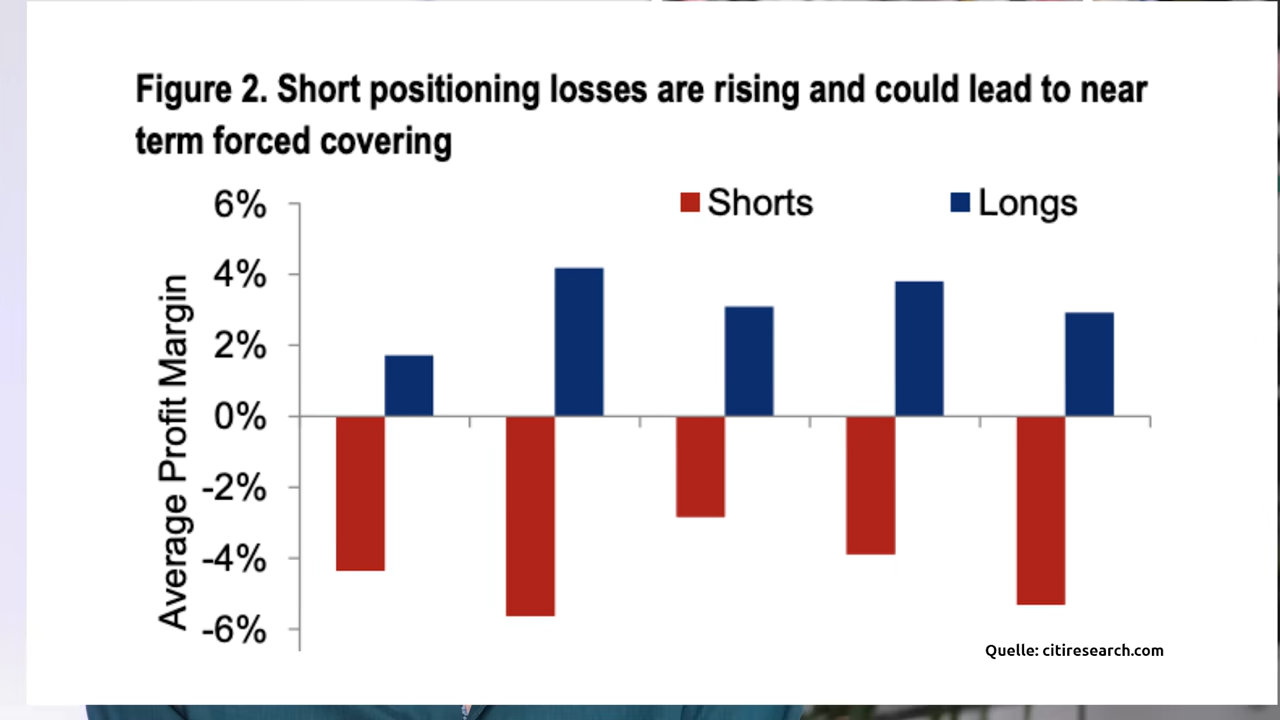 Figure 2. Short positioning losses are rising and could lead to near
term forced covering
Shorts
Longs
Average Profit Margin
6%
4%
2%
0%
-2%
-4%
-6%
Quelle: citiresearch.com